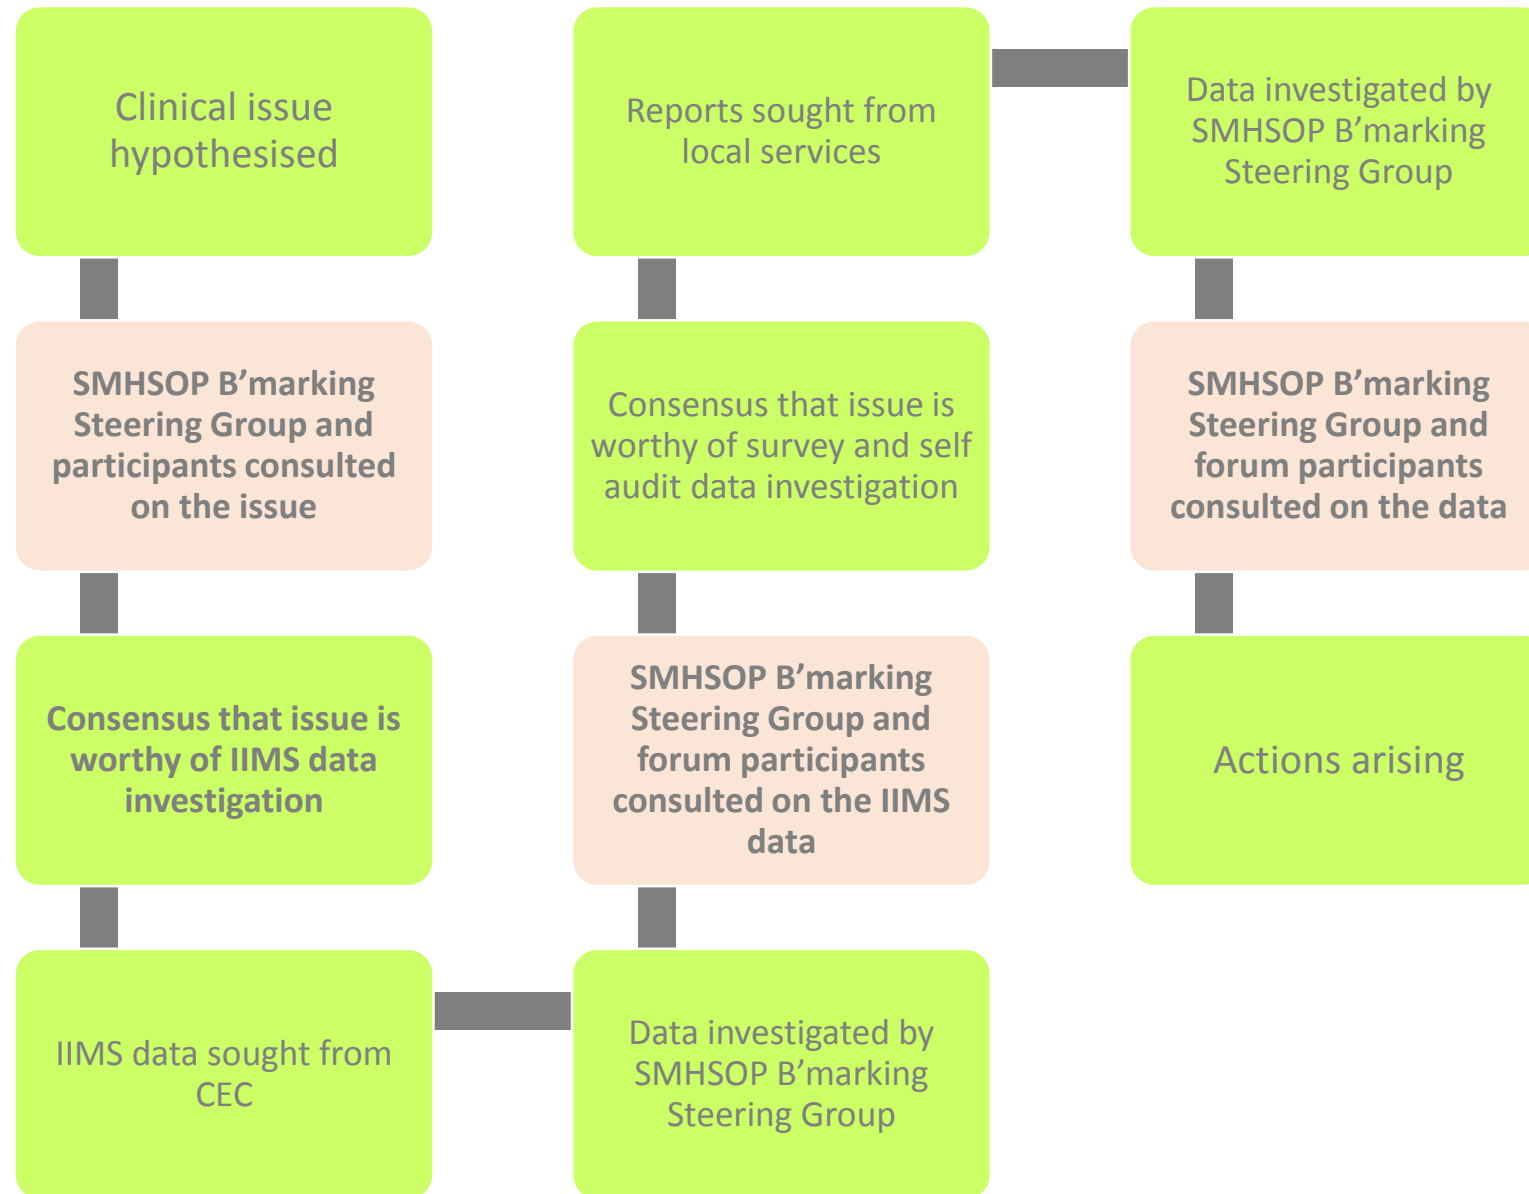 Clinical issue
hypothesised
SMHSOP B’marking
Steering Group and
participants consulted
on the issue
Consensus that issue is
worthy of IIMS data
investigation
IIMS data sought from
CEC
Data investigated by
SMHSOP B’marking
Steering Group
SMHSOP B’marking
Steering Group and
forum participants
consulted on the IIMS
data
Consensus that issue is
worthy of survey and self
audit data investigation
Reports sought from
local services
Data investigated by
SMHSOP B’marking
Steering Group
SMHSOP B’marking
Steering Group and
forum participants
consulted on the data
Actions arising